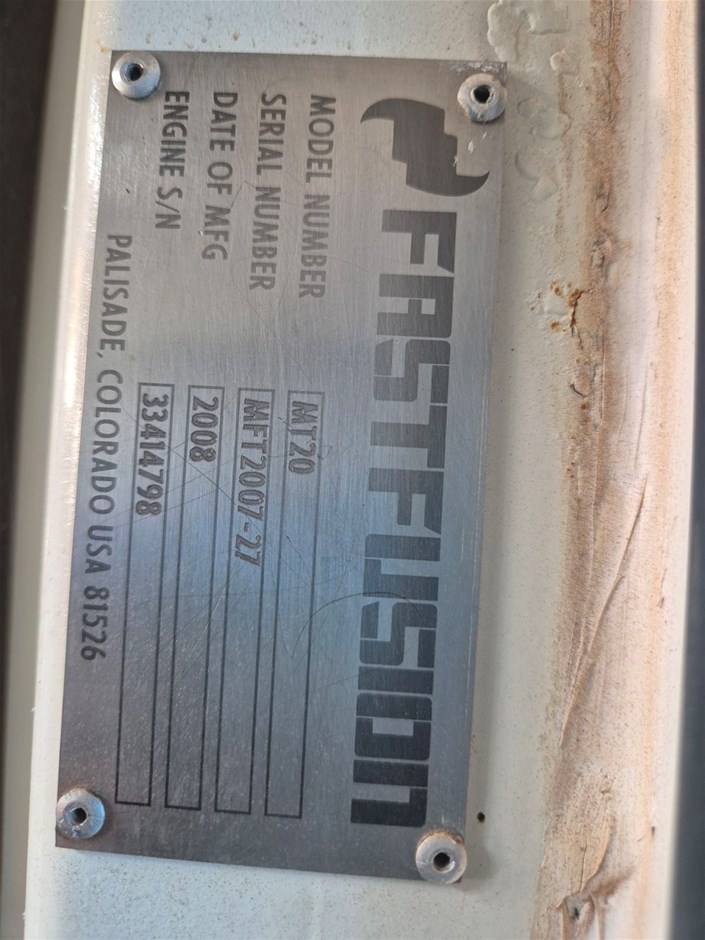 FASTFUSION
MODEL NUMBER MT20
SERIAL NUMBER MFT2007-27
DATE OF MFG 2008
ENGINE S/N 33414798
PALISADE, COLORADO USA 81526